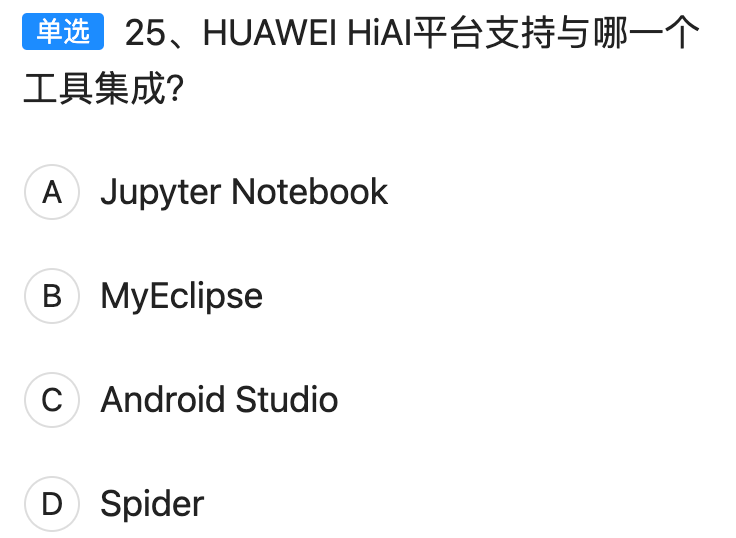 单选 25、HUAWEI HiAI平台支持与哪一个
工具集成?
A Jupyter Notebook
B MyEclipse
C Android Studio
D Spider